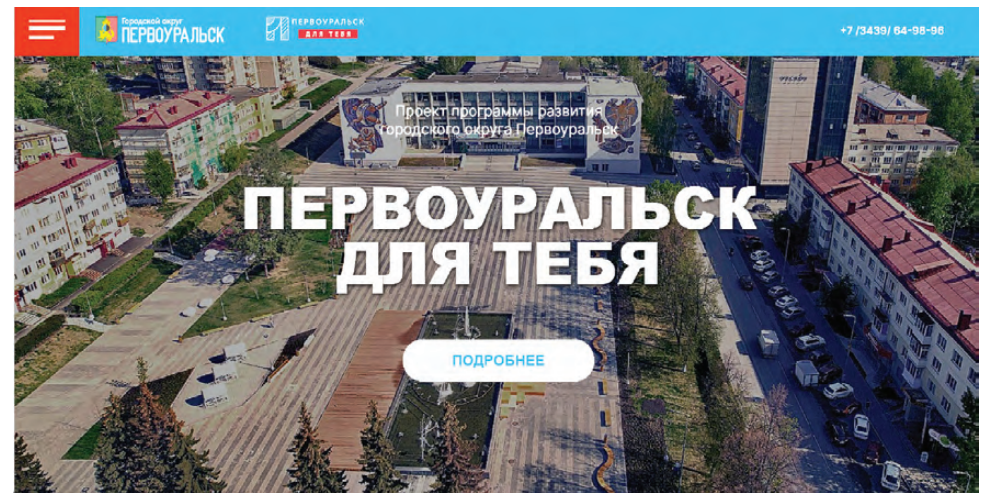 Городской округ
ПЕРВОУРАЛЬСК
ПЕРВОУРАЛЬСК
ДЛЯ ТЕБЯ
+7 /3439/ 64-98-98
Проект программы развития
городского округа Первоуральск
ПЕРВОУРАЛЬСК
ДЛЯ ТЕБЯ
ПОДРОБНЕЕ